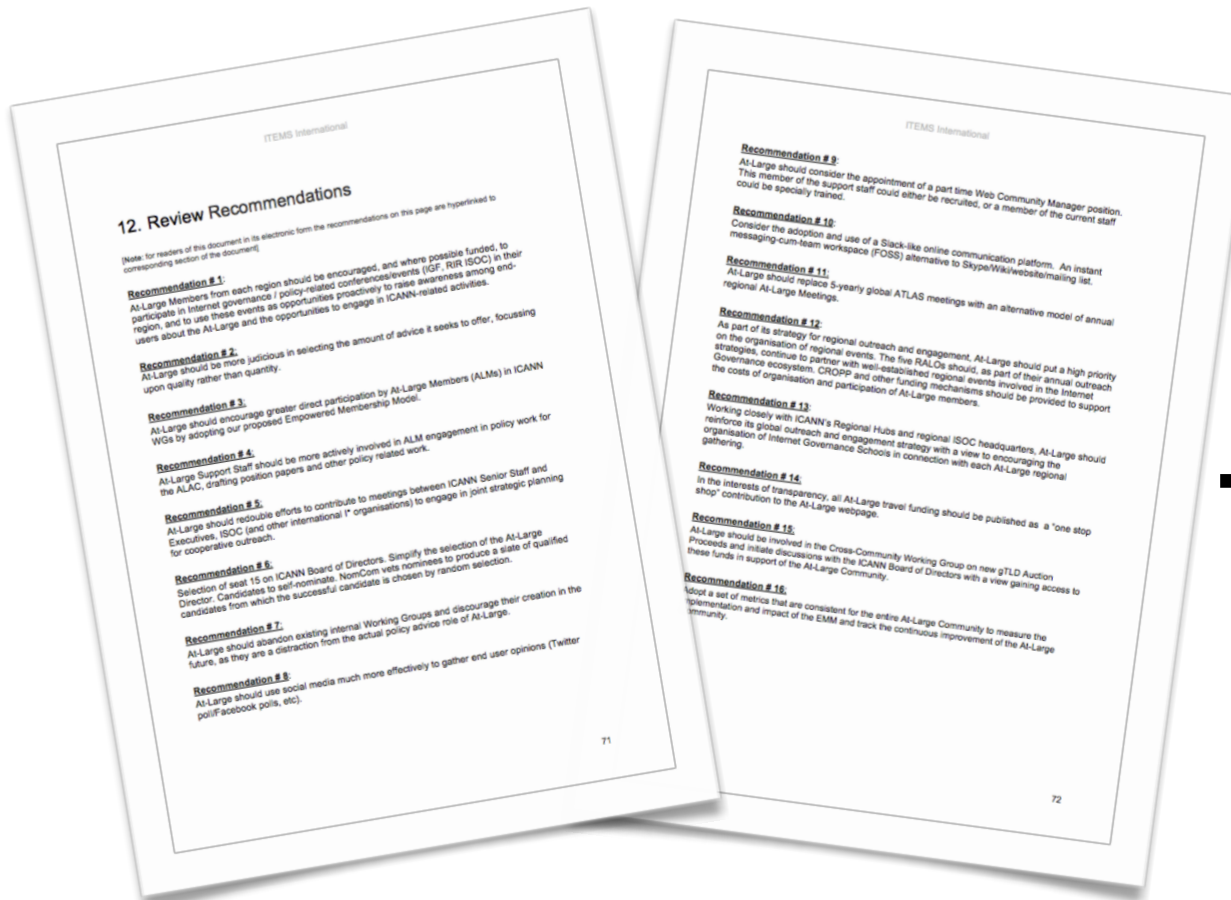 ITEMS International
12. Review Recommendations
[Note: for readers of this document in its electronic form the recommendations on this page are hyperlinked to
corresponding section of the document]
Recommendation # 1:
At-Large Members from each region should be encouraged, and where possible funded, to
participate in Internet governance / policy-related conferences/events (IGF, RIR ISOC) in their
region, and to use these events as opportunities proactively to raise awareness among end-
users about the At-Large and the opportunities to engage in ICANN-related activities.
Recommendation # 2:
At-Large should be more judicious in selecting the amount of advice it seeks to offer, focussing
upon quality rather than quantity.
Recommendation # 3:
At-Large should encourage greater direct participation by At-Large Members (ALMs) in ICANN
WGs by adopting our proposed Empowered Membership Model.
Recommendation # 4:
At-Large Support Staff should be more actively involved in ALM engagement in policy work for
the ALAC, drafting position papers and other policy related work.
Recommendation # 5:
At-Large should redouble efforts to contribute to meetings between ICANN Senior Staff and
Executives, ISOC (and other international I* organisations) to engage in joint strategic planning
for cooperative outreach.
Recommendation # 6:
Selection of seat 15 on ICANN Board of Directors. Simplify the selection of the At-Large
Director. Candidates to self-nominate. NomCom vets nominees to produce a slate of qualified
candidates from which the successful candidate is chosen by random selection.
Recommendation # 7:
At-Large should abandon existing internal Working Groups and discourage their creation in the
future, as they are a distraction from the actual policy advice role of At-Large.
Recommendation # 8:
At-Large should use social media much more effectively to gather end user opinions (Twitter
poll/Facebook polls, etc).
71
ITEMS International
Recommendation # 9:
At-Large should consider the appointment of a part time Web Community Manager position.
This member of the support staff could either be recruited, or a member of the current staff
could be specially trained.
Recommendation # 10:
Consider the adoption and use of a Slack-like online communication platform. An instant
messaging-cum-team workspace (FOSS) alternative to Skype/Wiki/website/mailing list.
Recommendation # 11:
At-Large should replace 5-yearly global ATLAS meetings with an alternative model of annual
regional At-Large Meetings.
Recommendation # 12:
As part of its strategy for regional outreach and engagement, At-Large should put a high priority
on the organisation of regional events. The five RALOs should, as part of their annual outreach
strategies, continue to partner with well-established regional events involved in the Internet
Governance ecosystem. CROPP and other funding mechanisms should be provided to support
the costs of organisation and participation of At-Large members.
Recommendation # 13:
Working closely with ICANN's Regional Hubs and regional ISOC headquarters, At-Large should
reinforce its global outreach and engagement strategy with a view to encouraging the
organisation of Internet Governance Schools in connection with each At-Large regional
gathering.
Recommendation # 14:
In the interests of transparency, all At-Large travel funding should be published as a "one stop
shop" contribution to the At-Large webpage.
Recommendation # 15:
At-Large should be involved in the Cross-Community Working Group on new gTLD Auction
Proceeds and initiate discussions with the ICANN Board of Directors with a view gaining access to
these funds in support of the At-Large Community.
Recommendation # 16:
Adopt a set of metrics that are consistent for the entire At-Large Community to measure the
mplementation and impact of the EMM and track the continuous improvement of the At-Large
ommunity.
72